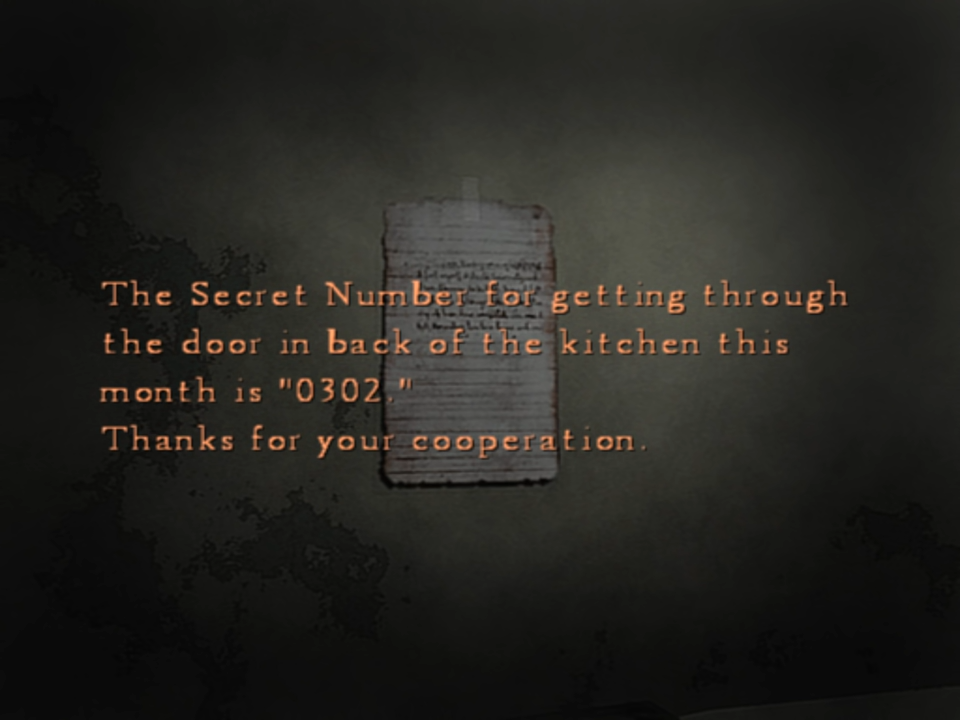 The Secret Number for getting through
the door in back of the kitchen this
month is "0302."
Thanks for your cooperation.